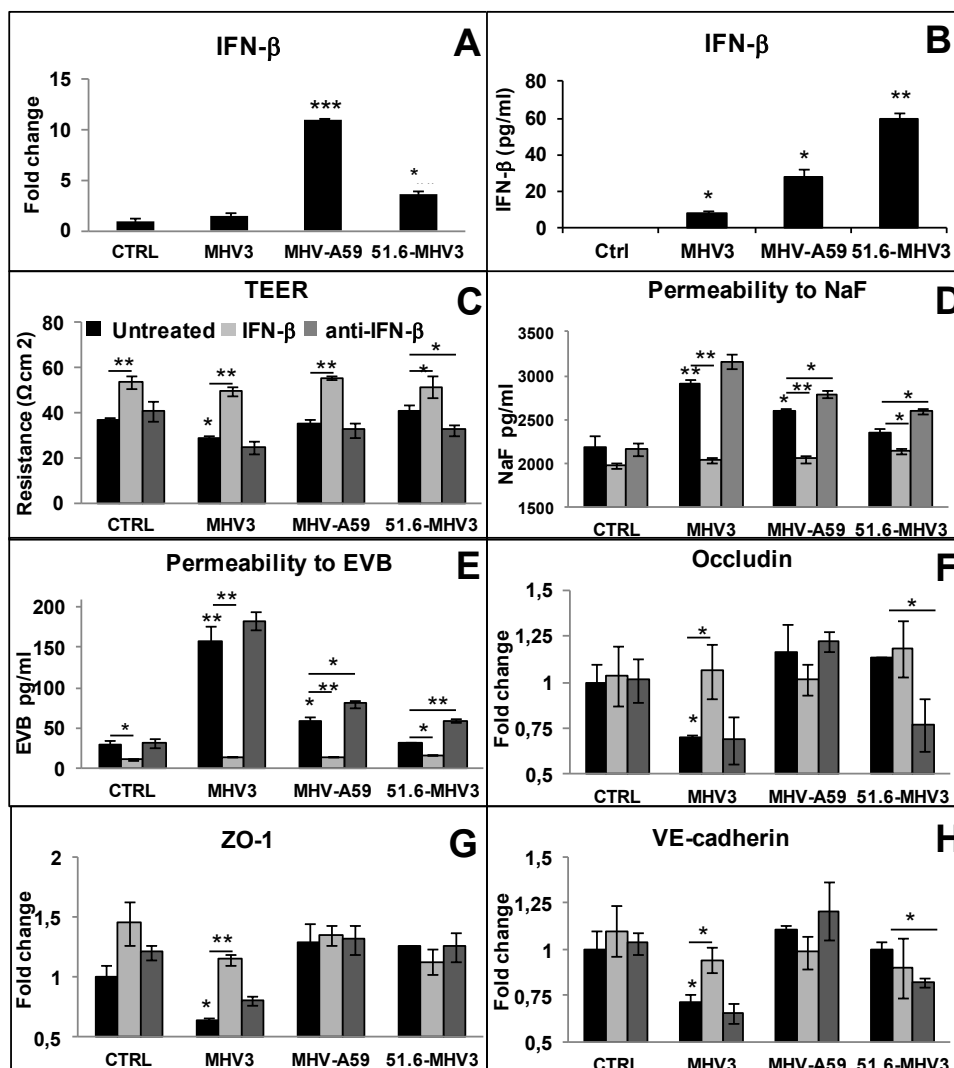 A
IFN-β
Fold change
15
10
5
0
***
*
CTRL MHV3 MHV-A59 51.6-MHV3
B
IFN-β
IFN-β (pg/ml)
80
60
40
20
0
*
*
**
Ctrl MHV3 MHV-A59 51.6-MHV3
C
TEER
Untreated IFN-β anti-IFN-β
Resistance (Ω cm 2)
80
60
40
20
0
**
*
**
**
*
*
CTRL MHV3 MHV-A59 51.6-MHV3
D
Permeability to NaF
NaF pg/ml
3500
3000
2500
2000
1500
**
**
*
**
*
*
*
CTRL MHV3 MHV-A59 51.6-MHV3
E
Permeability to EVB
EVB pg/ml
200
150
100
50
0
*
**
**
*
**
*
*
**
CTRL MHV3 MHV-A59 51.6-MHV3
F
Occludin
Fold change
1,5
1,25
1
0,75
0,5
*
*
*
CTRL MHV3 MHV-A59 51.6-MHV3
G
ZO-1
Fold change
2
1,5
1
0,5
*
**
CTRL MHV3 MHV-A59 51.6-MHV3
H
VE-cadherin
Fold change
1,5
1,25
1
0,75
0,5
*
*
*
CTRL MHV3 MHV-A59 51.6-MHV3